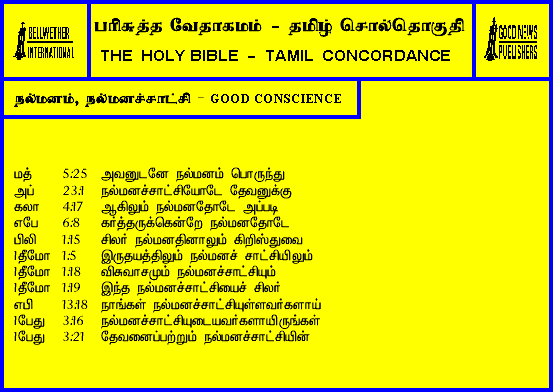 BELLWETHER
INTERNATIONAL
பரிசுத்த வேதாகமம் - தமிழ் சொல்தொகுதி
THE HOLY BIBLE - TAMIL CONCORDANCE
GOOD NEWS
PUBLISHERS
நல்மனம், நல்மனச்சாட்சி - GOOD CONSCIENCE
மத் 5:25 அவனுடனே நல்மனம் பொருந்து
அப் 23:1 நல்மனச்சாட்சியோடே தேவனுக்கு
கலா 4:17 ஆகிலும் நல்மனதோடே அப்படி
எபே 6:8 கர்த்தருக்கென்றே நல்மனதோடே
பிலி 1:15 சிலர் நல்மனதினாலும் கிறிஸ்துவை
1தீமோ 1:5 இருதயத்திலும் நல்மனச் சாட்சியிலும்
1தீமோ 1:18 விசுவாசமும் நல்மனச்சாட்சியும்
1தீமோ 1:19 இந்த நல்மனச்சாட்சியைச் சிலர்
எபி 13:18 நாங்கள் நல்மனச்சாட்சியுள்ளவர்களாய்
1பேது 3:16 நல்மனச்சாட்சியுடையவர்களாயிருங்கள்
1பேது 3:21 தேவனைப்பற்றும் நல்மனச்சாட்சியின்